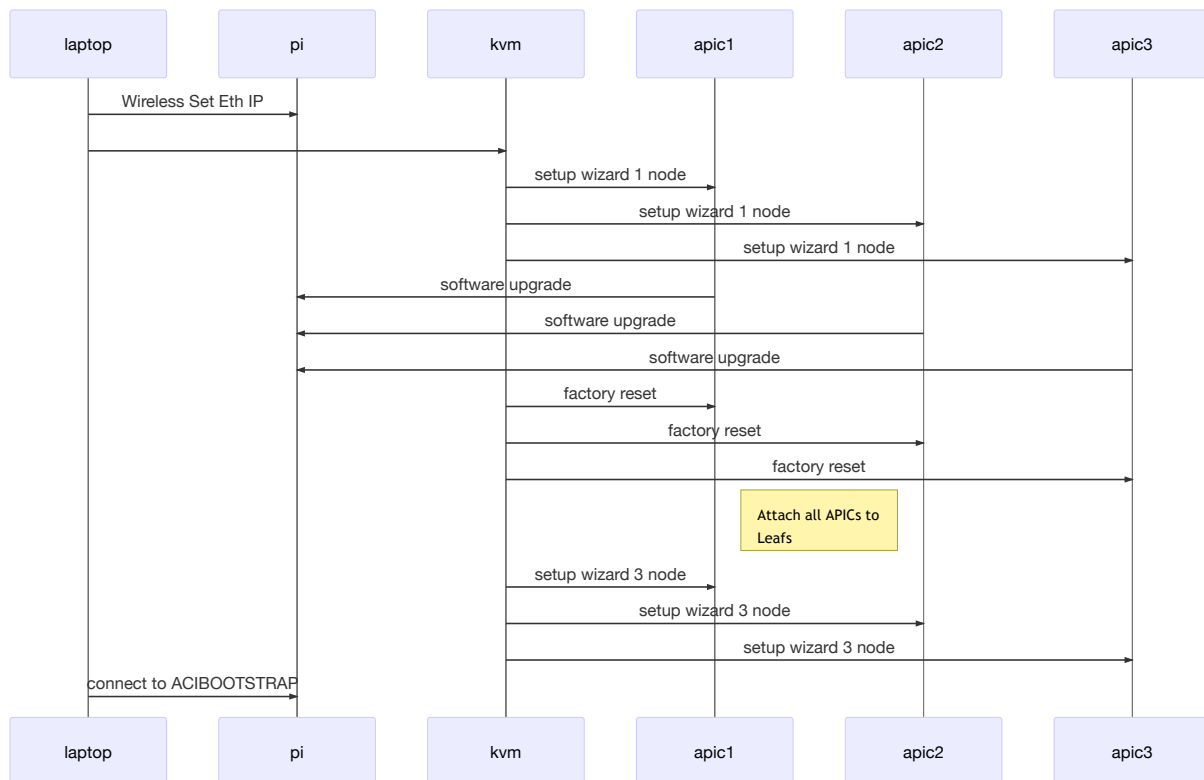 laptop
pi
kvm
apic1
apic2
apic3
Wireless Set Eth IP
setup wizard 1 node
setup wizard 1 node
setup wizard 1 node
software upgrade
software upgrade
software upgrade
factory reset
factory reset
factory reset
Attach all APICs to
Leafs
setup wizard 3 node
setup wizard 3 node
setup wizard 3 node
connect to ACIBOOTSTRAP
laptop
pi
kvm
apic1
apic2
apic3